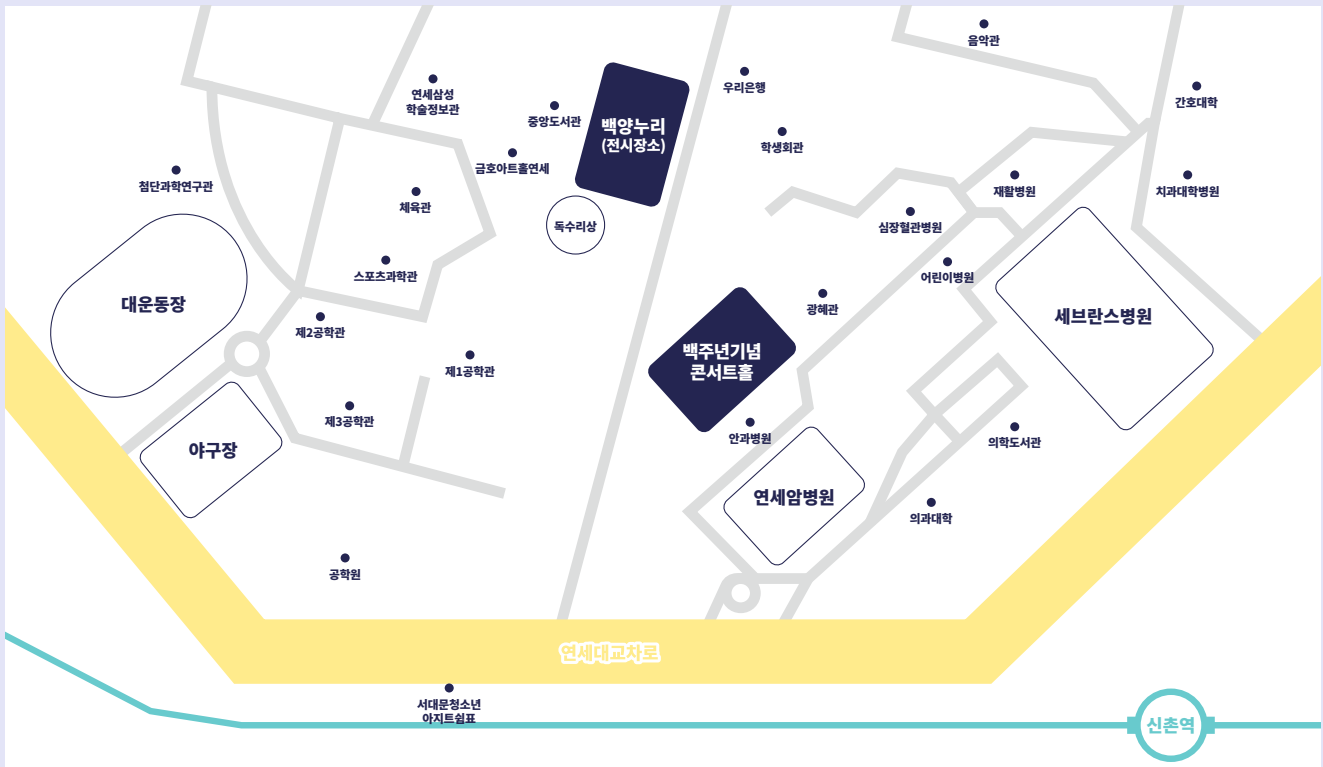 음악관
우리은행
연세삼성
학술정보관
간호대학
중앙도서관
백양누리
(전시장소)
학생회관
금호아트홀연세
첨단과학연구관
재활병원
치과대학병원
체육관
독수리상
심장혈관병원
스포츠과학관
어린이병원
대운동장
광혜관
세브란스병원
제2공학관
백주년기념
콘서트홀
제1공학관
제3공학관
안과병원
의학도서관
야구장
연세암병원
의과대학
공학원
연세대교차로
서대문청소년
아지트쉼표
신촌역